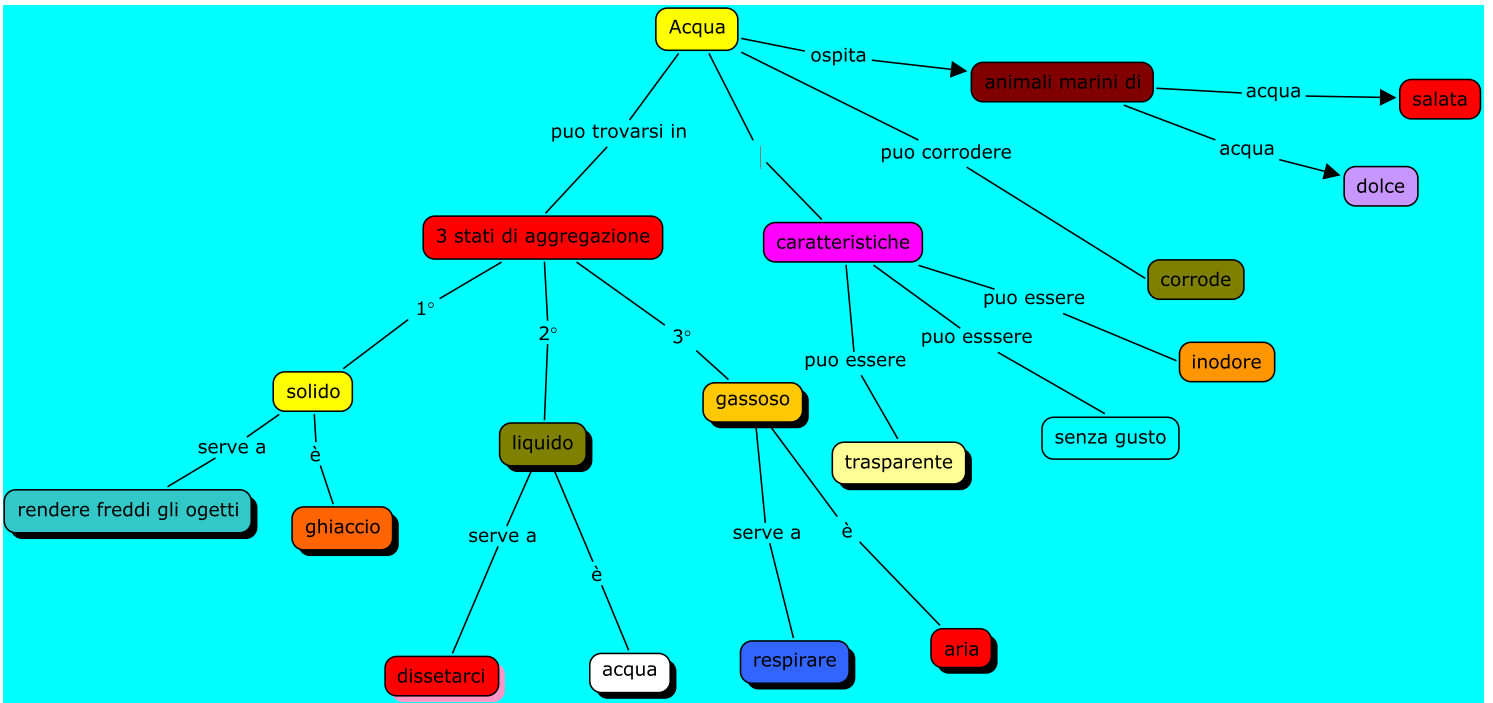 Acqua
ospita
animali marini di
acqua
salata
puo trovarsi in
puo corrodere
acqua
dolce
3 stati di aggregazione
caratteristiche
corrode
1°
2°
3°
puo essere
puo esssere
puo essere
inodore
solido
gassoso
liquido
senza gusto
trasparente
serve a
è
rendere freddi gli ogetti
ghiaccio
serve a
è
serve a
è
dissetarci
acqua
respirare
aria